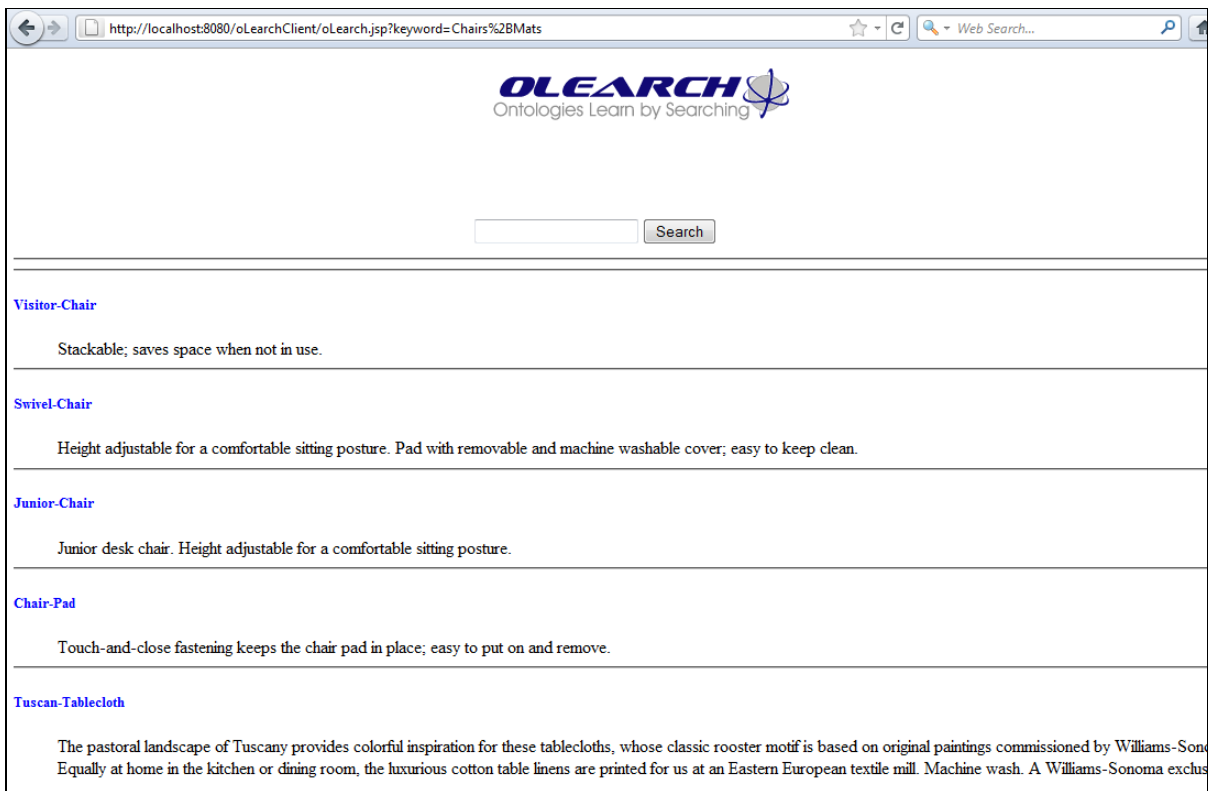 http://localhost:8080/oLearchClient/oLearch.jsp?keyword=Chairs%2BMats
Web Search...
OLEARCH
Ontologies Learn by Searching
Search
Visitor-Chair
Stackable; saves space when not in use.
Swivel-Chair
Height adjustable for a comfortable sitting posture. Pad with removable and machine washable cover; easy to keep clean.
Junior-Chair
Junior desk chair. Height adjustable for a comfortable sitting posture.
Chair-Pad
Touch-and-close fastening keeps the chair pad in place; easy to put on and remove.
Tuscan-Tablecloth
The pastoral landscape of Tuscany provides colorful inspiration for these tablecloths, whose classic rooster motif is based on original paintings commissioned by
Equally at home in the kitchen or dining room, the luxurious cotton table linens are printed for us at an Eastern European textile mill. Machine wash. A Williams-Sonoma